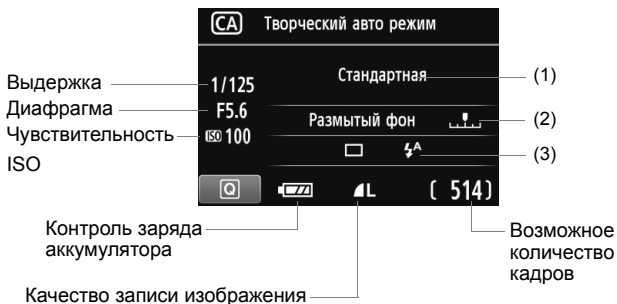 CA Творческий авто режим
Выдержка
1/125
Стандартная
(1)
Диафрагма
F5.6
Размытый фон
(2)
Чувствительность
ISO
ISO 100
A
(3)
Q
L
( 514)
Контроль заряда
аккумулятора
Возможное
количество
кадров
Качество записи изображения